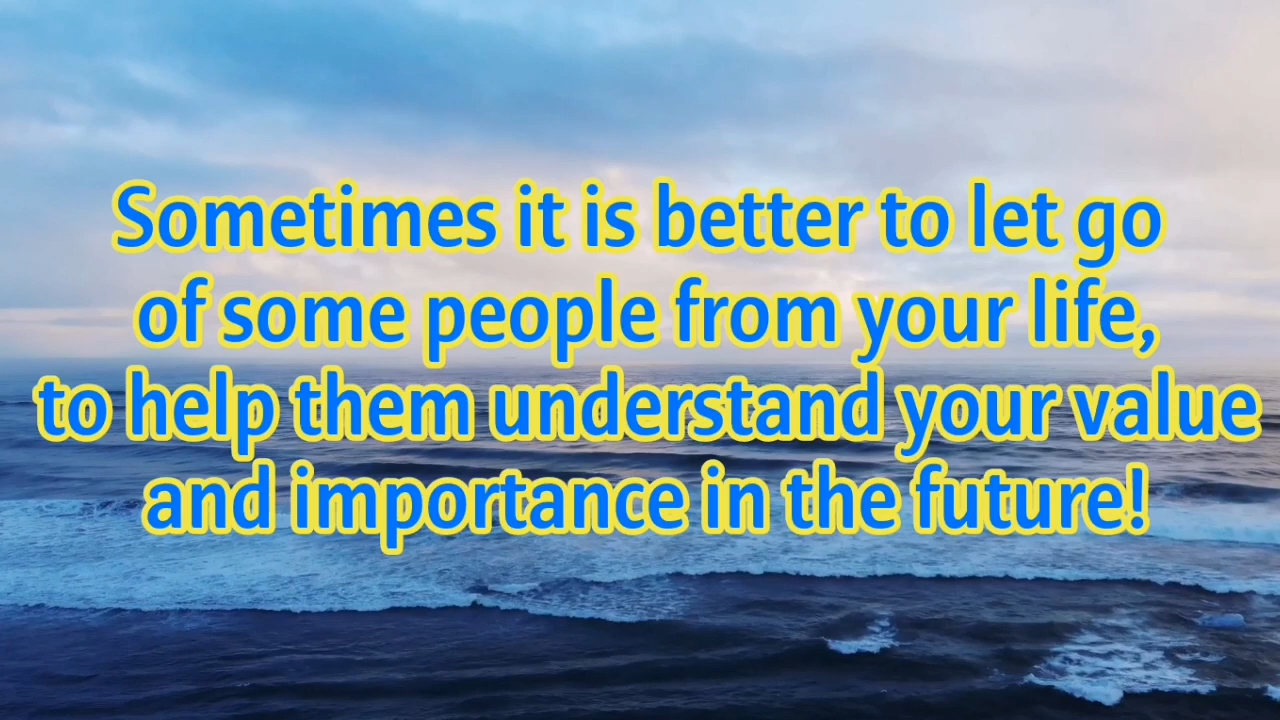 Sometimes it is better to let go
of some people from your life,
to help them understand your value
and importance in the future!